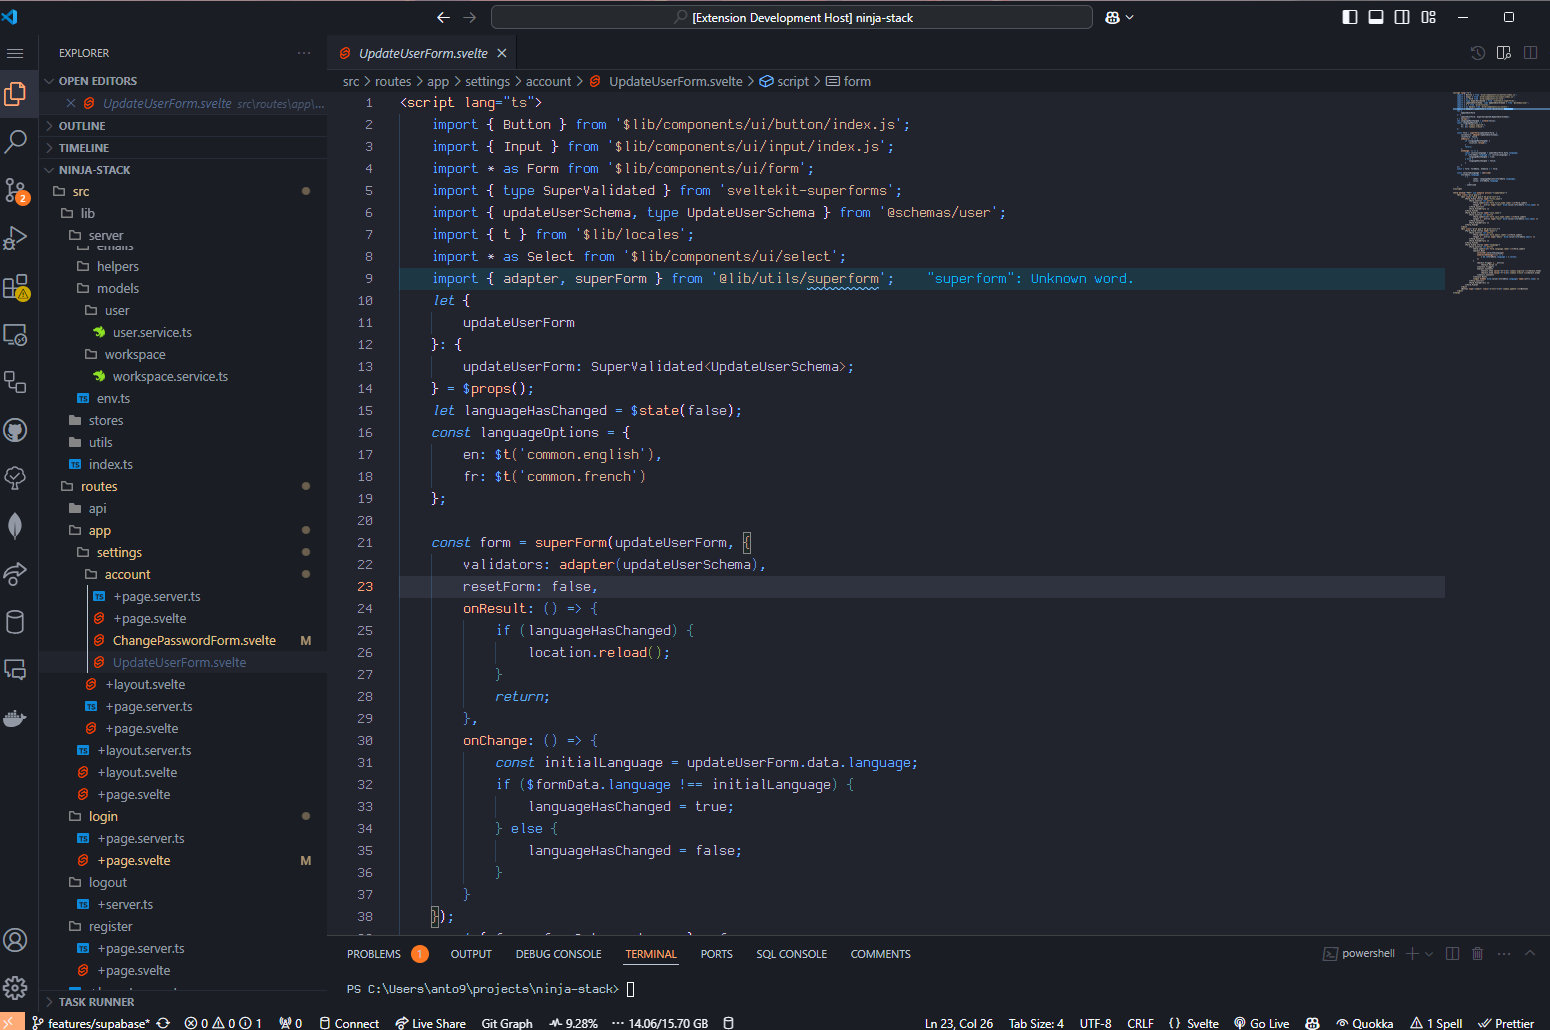 [Extension Development Host] ninja-stack
EXPLORER
OPEN EDITORS
UpdateUserForm.svelte src\routes\app\...
OUTLINE
TIMELINE
NINJA-STACK
src
lib
server
emails
helpers
models
user
user.service.ts
workspace
workspace.service.ts
TS env.ts
stores
utils
TS index.ts
routes
api
app
settings
account
TS +page.server.ts
+page.svelte
ChangePasswordForm.svelte M
UpdateUserForm.svelte
+layout.svelte
TS +page.server.ts
+page.svelte
TS +layout.server.ts
+layout.svelte
+page.svelte
login
TS +page.server.ts
+page.svelte M
logout
TS +server.ts
register
TS +page.server.ts
+page.svelte
TASK RUNNER
2
UpdateUserForm.svelte
src > routes > app > settings > account > UpdateUserForm.svelte > script > form
1 <script lang="ts">
2 import { Button } from '$lib/components/ui/button/index.js';
3 import { Input } from '$lib/components/ui/input/index.js';
4 import * as Form from '$lib/components/ui/form';
5 import { type SuperValidated } from 'sveltekit-superforms';
6 import { updateUserSchema, type UpdateUserSchema } from '@schemas/user';
7 import { t } from '$lib/locales';
8 import * as Select from '$lib/components/ui/select';
9 import { adapter, superForm } from '@lib/utils/superform'; "superform": Unknown word.
10 let {
11 updateUserForm
12 }: {
13 updateUserForm: SuperValidated<UpdateUserSchema>;
14 } = $props();
15 let languageHasChanged = $state(false);
16 const languageOptions = {
17 en: $t('common.english'),
18 fr: $t('common.french')
19 };
20
21 const form = superForm(updateUserForm, {
22 validators: adapter(updateUserSchema),
23 resetForm: false,
24 onResult: () => {
25 if (languageHasChanged) {
26 location.reload();
27 }
28 return;
29 },
30 onChange: () => {
31 const initialLanguage = updateUserForm.data.language;
32 if ($formData.language !== initialLanguage) {
33 languageHasChanged = true;
34 } else {
35 languageHasChanged = false;
36 }
37 }
38 });
PROBLEMS 1 OUTPUT DEBUG CONSOLE TERMINAL PORTS SQL CONSOLE COMMENTS
powershell
PS C:\Users\anto9\projects\ninja-stack>
features/supabase* 0 0 1 0 Connect Live Share Git Graph 9.28% 14.06/15.70 GB Ln 23, Col 26 Tab Size: 4 UTF-8 CRLF {} Svelte Go Live Quokka 1 Spell Prettier